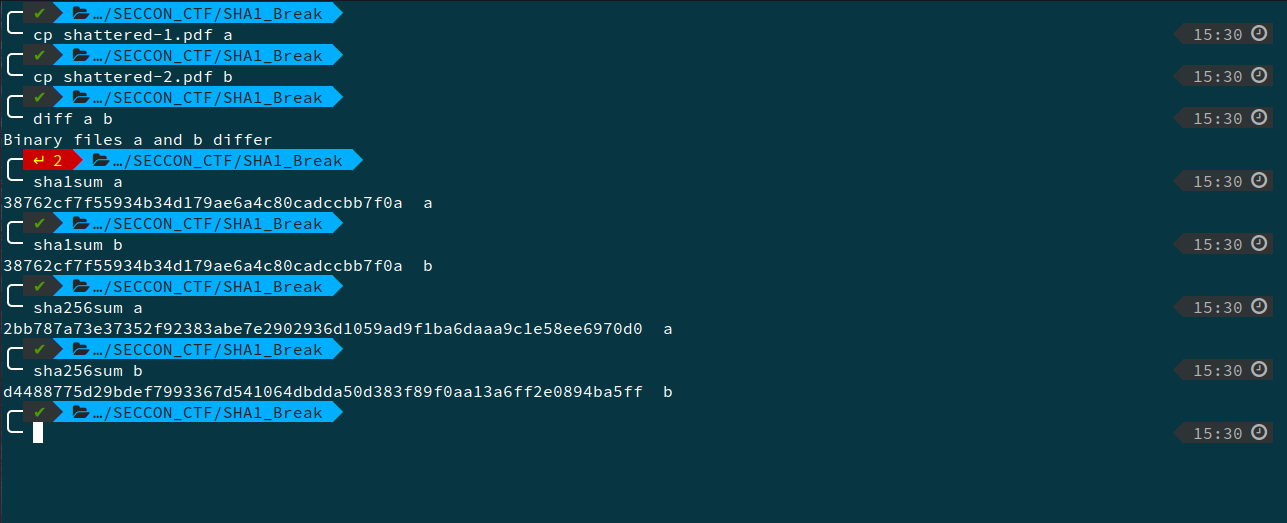 ✔ …/SECCON_CTF/SHA1_Break
cp shattered-1.pdf a 15:30
✔ …/SECCON_CTF/SHA1_Break
cp shattered-2.pdf b 15:30
✔ …/SECCON_CTF/SHA1_Break
diff a b 15:30
Binary files a and b differ
↵ 2 …/SECCON_CTF/SHA1_Break
sha1sum a 15:30
38762cf7f55934b34d179ae6a4c80cadccbb7f0a  a
✔ …/SECCON_CTF/SHA1_Break
sha1sum b 15:30
38762cf7f55934b34d179ae6a4c80cadccbb7f0a  b
✔ …/SECCON_CTF/SHA1_Break
sha256sum a 15:30
2bb787a73e37352f92383abe7e2902936d1059ad9f1ba6daaa9c1e58ee6970d0  a
✔ …/SECCON_CTF/SHA1_Break
sha256sum b 15:30
d4488775d29bdef7993367d541064dbdda50d383f89f0aa13a6ff2e0894ba5ff  b
✔ …/SECCON_CTF/SHA1_Break
15:30